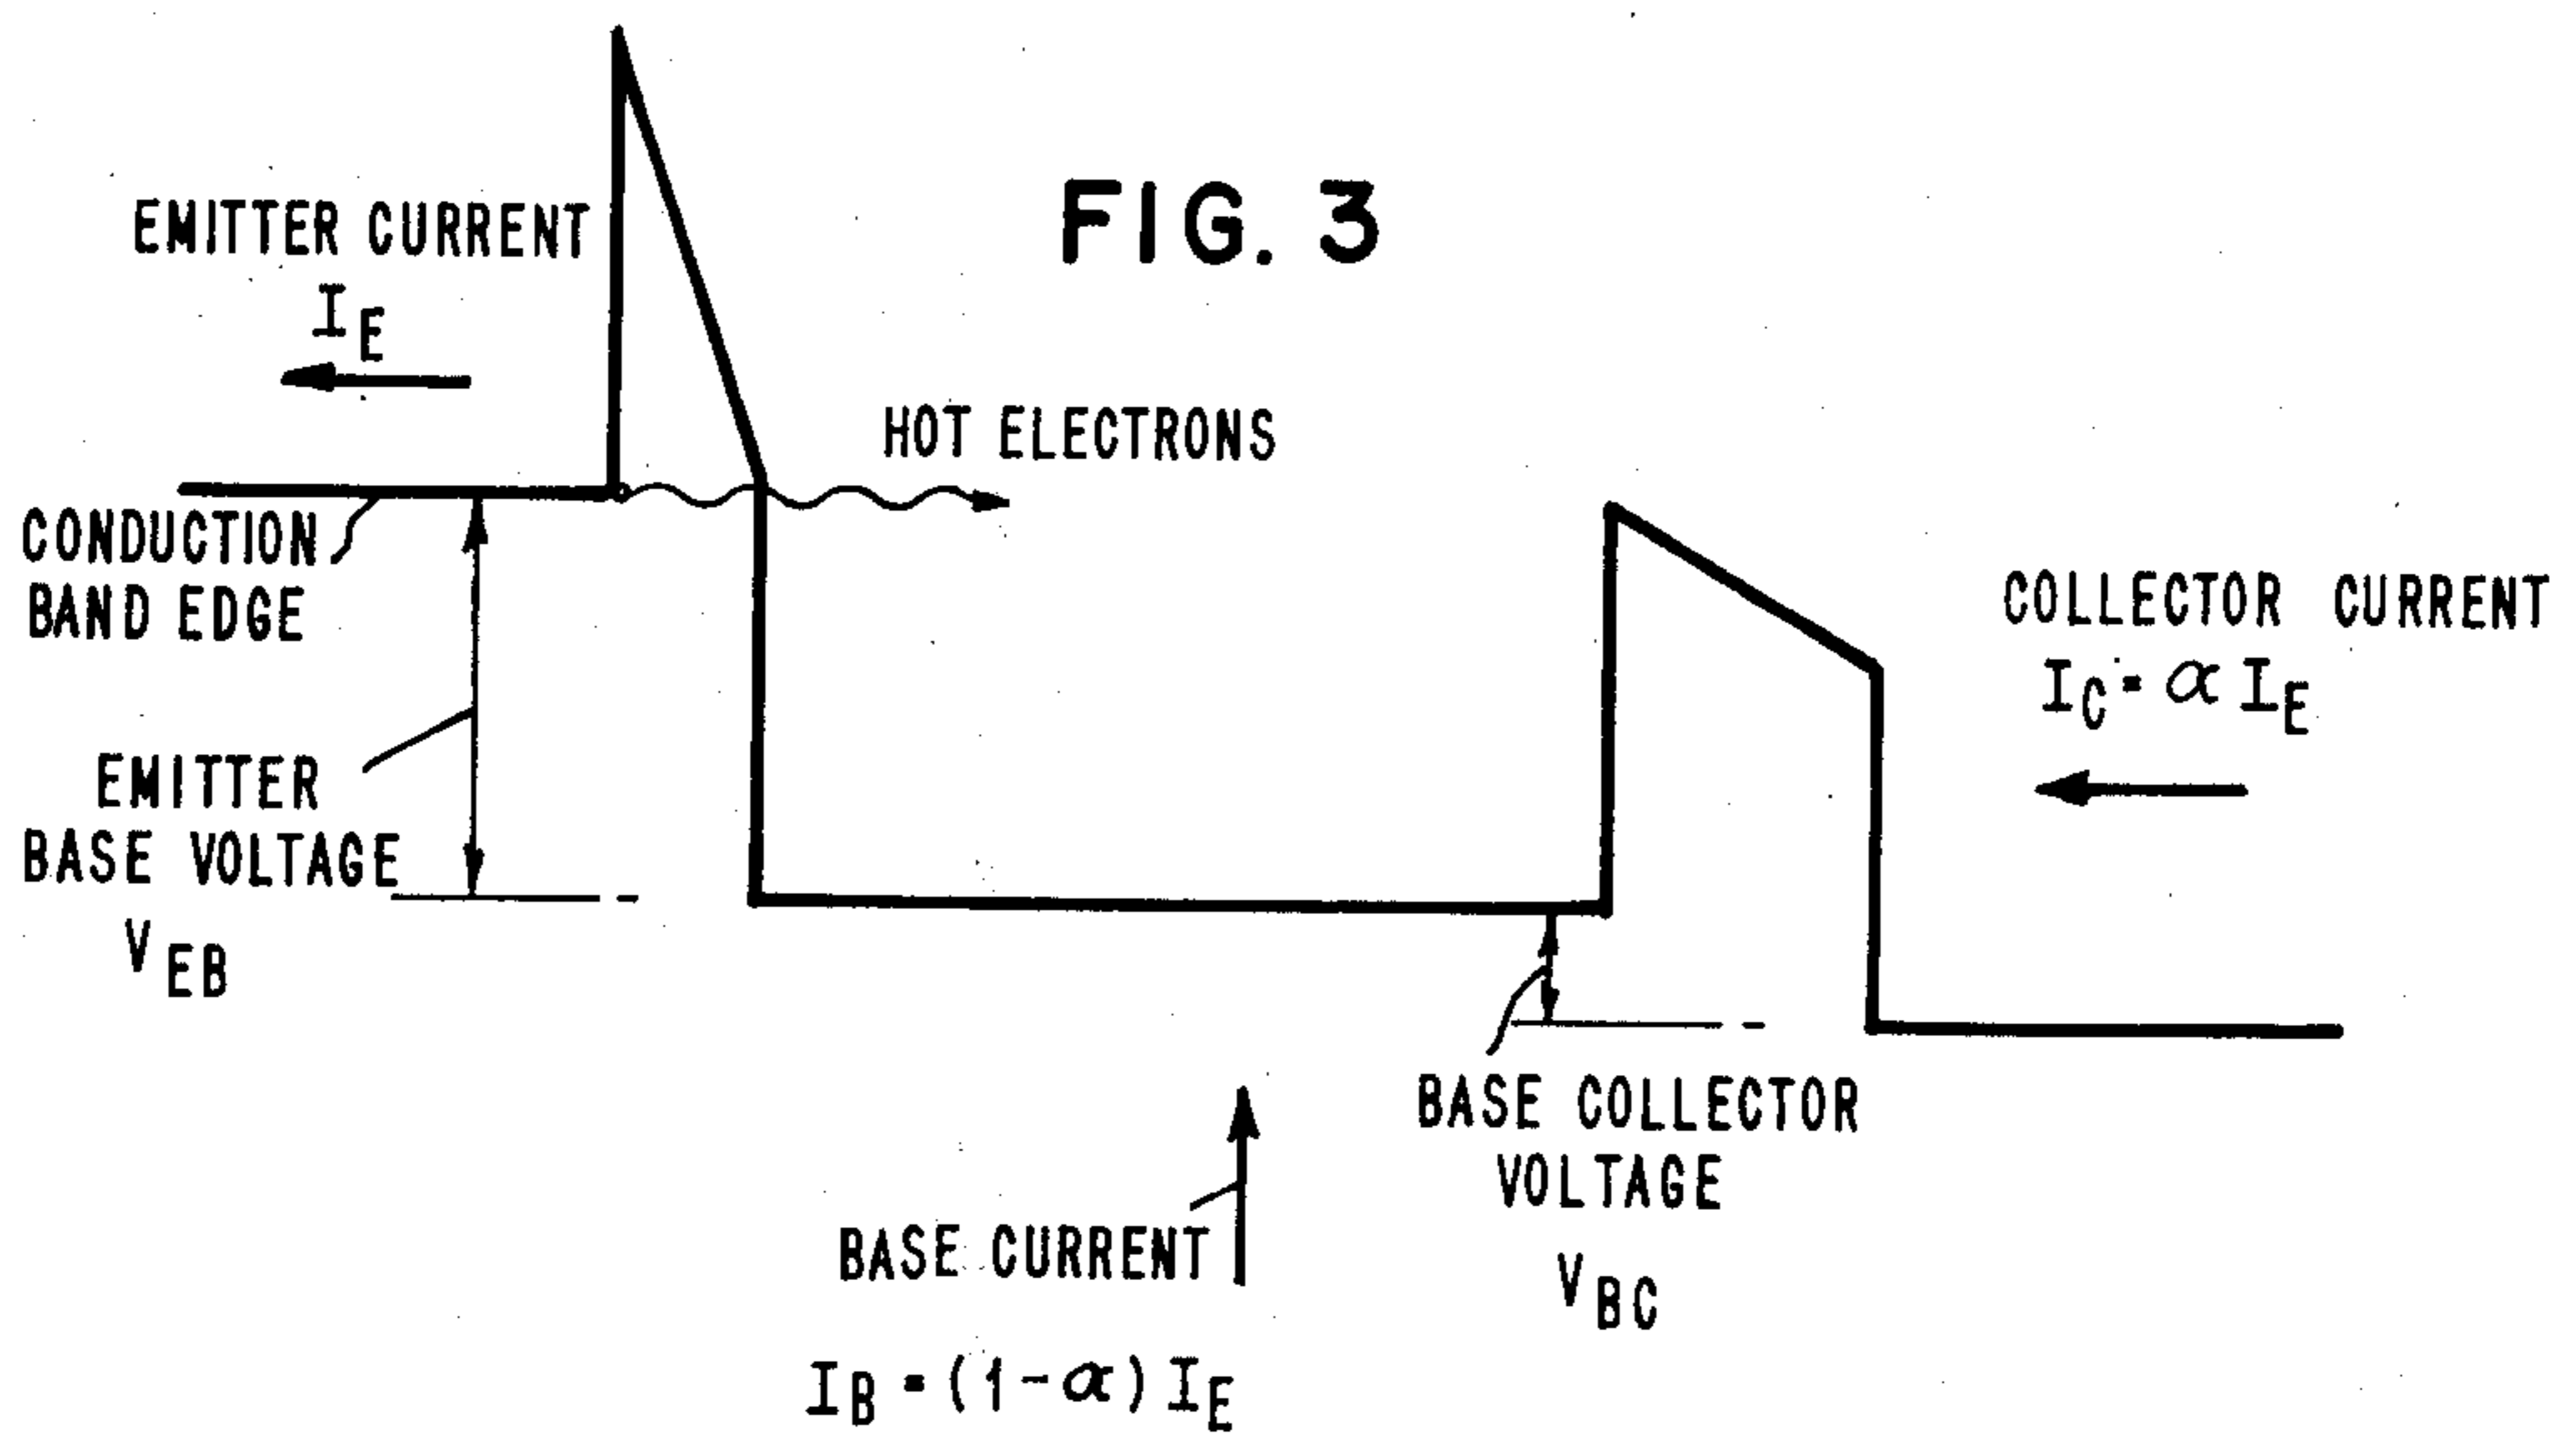 FIG. 3
EMITTER CURRENT
I_E
HOT ELECTRONS
CONDUCTION
BAND EDGE
COLLECTOR CURRENT
I_C = α I_E
EMITTER
BASE VOLTAGE
V_EB
BASE COLLECTOR
VOLTAGE
V_BC
BASE CURRENT
I_B = (1-α) I_E